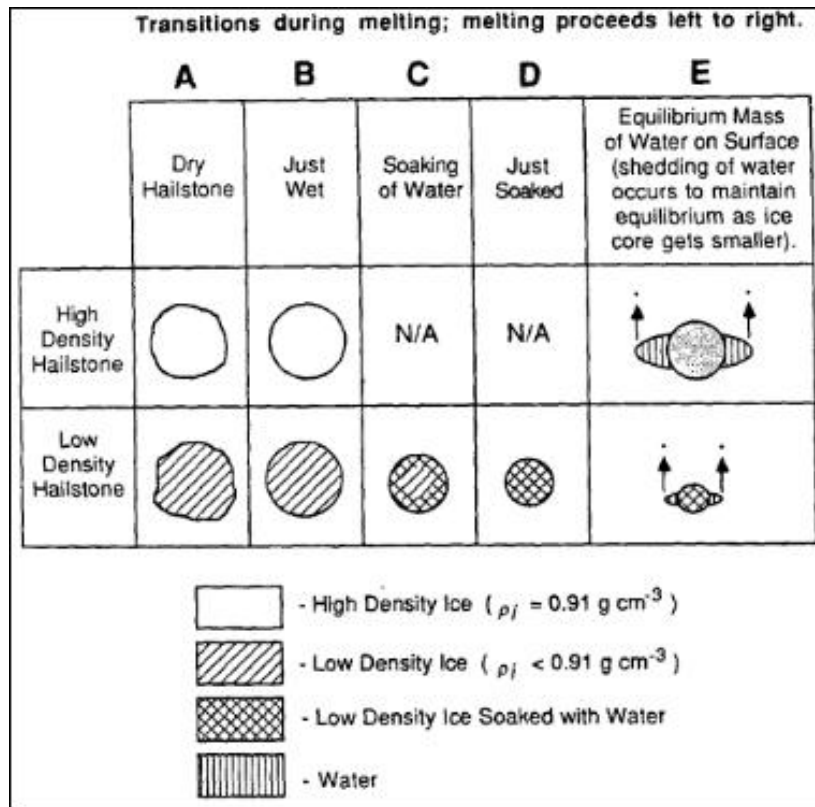 Transitions during melting; melting proceeds left to right.
A B C D E
Dry
Hailstone
Just
Wet
Soaking
of Water
Just
Soaked
Equilibrium Mass
of Water on Surface
(shedding of water
occurs to maintain
equilibrium as ice
core gets smaller).
High
Density
Hailstone
N/A
N/A
Low
Density
Hailstone
- High Density Ice ( ρi = 0.91 g cm-3 )
- Low Density Ice ( ρi < 0.91 g cm-3 )
- Low Density Ice Soaked with Water
- Water